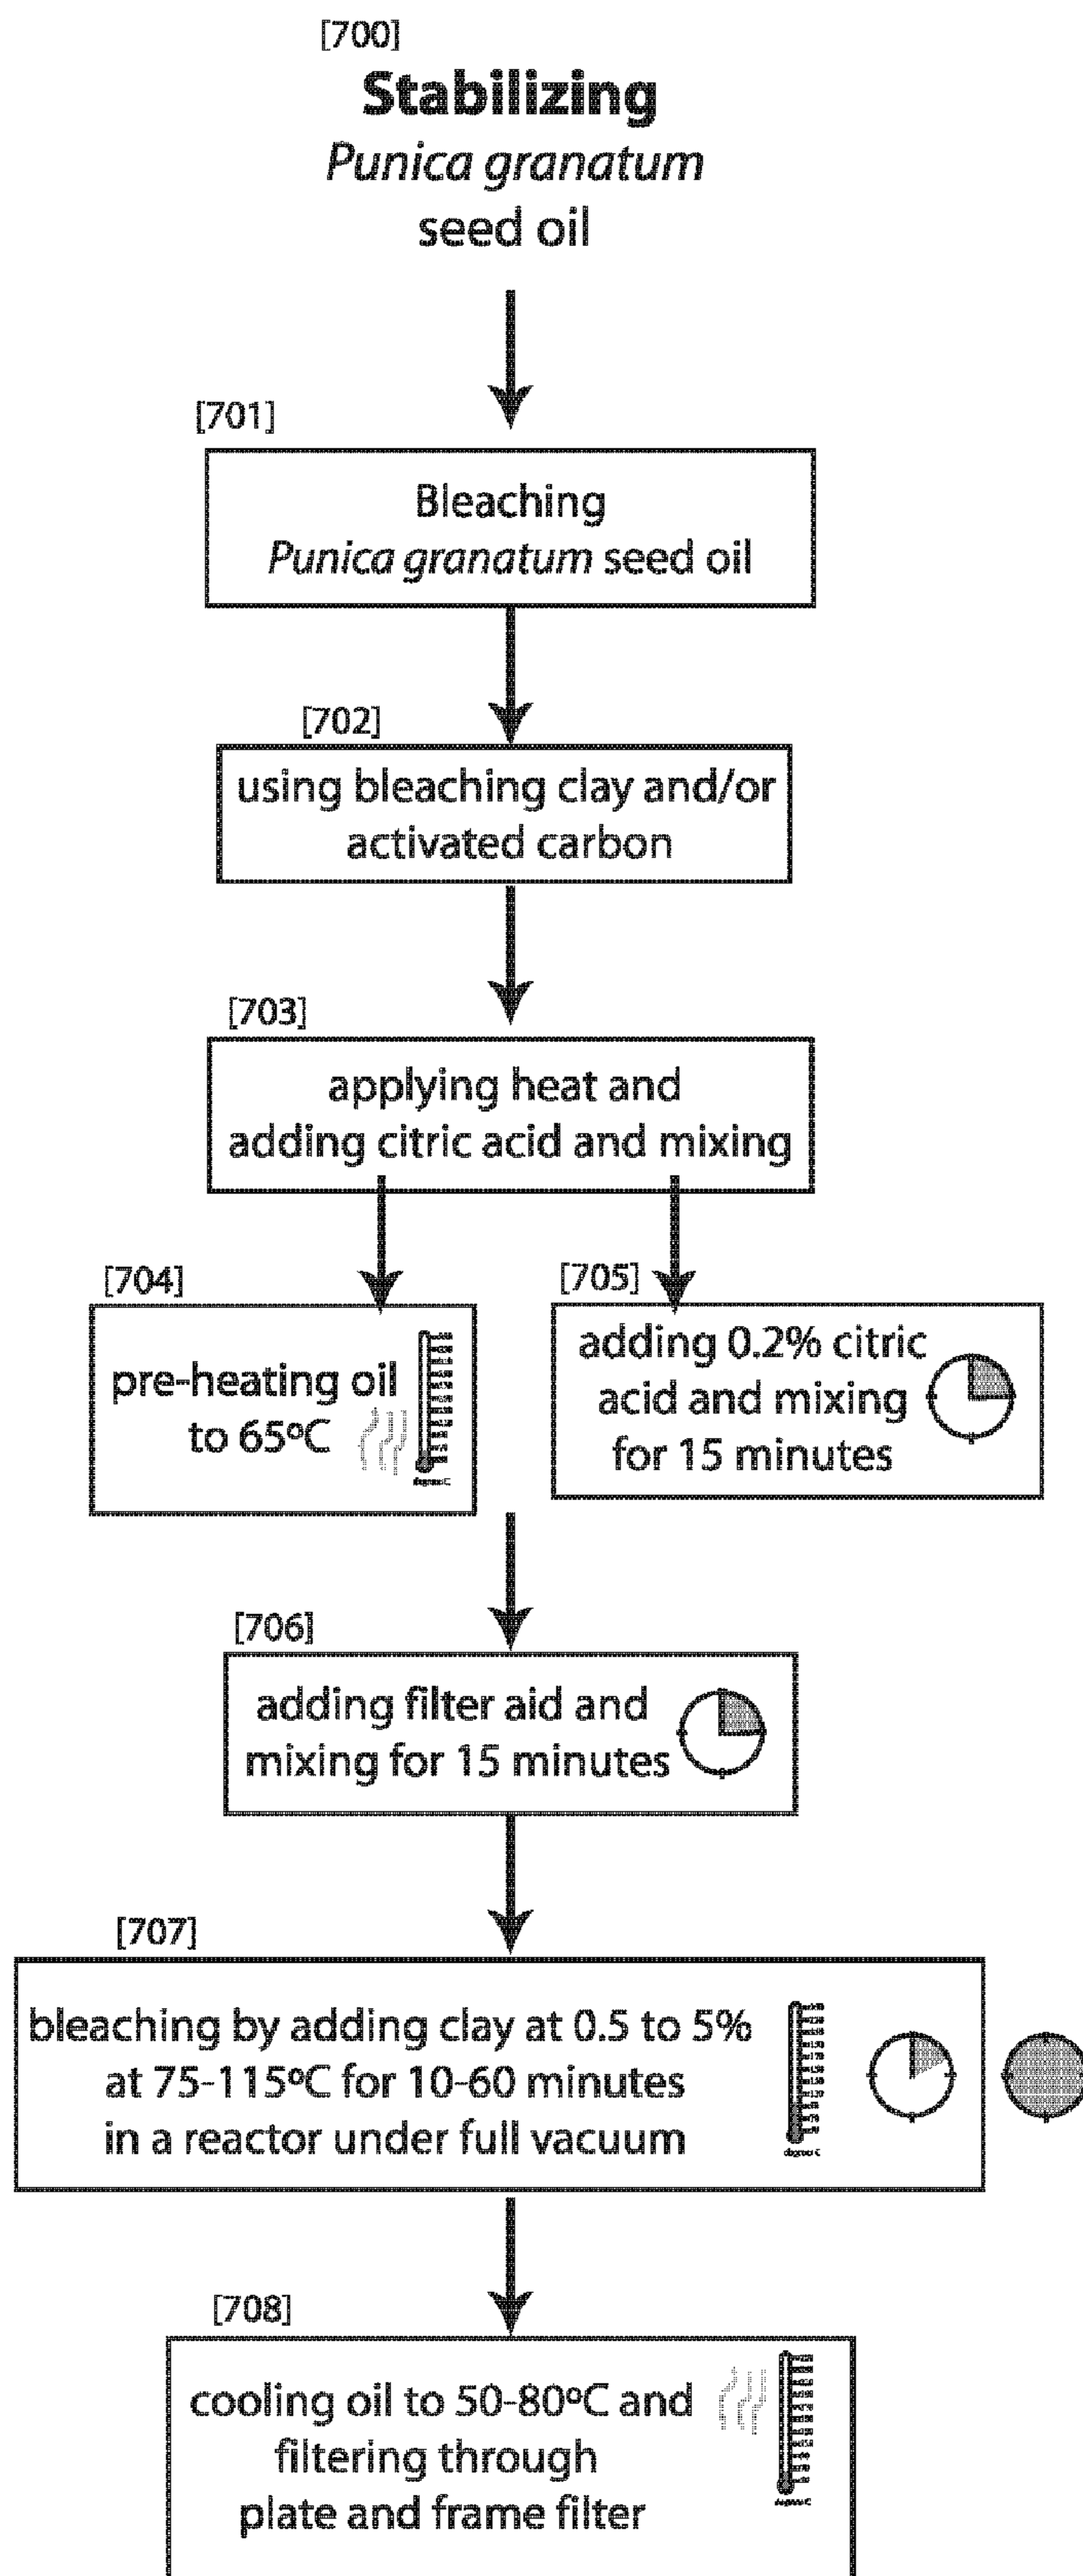 [700]
Stabilizing
Punica granatum
seed oil
[701]
Bleaching
Punica granatum seed oil
[702]
using bleaching clay and/or
activated carbon
[703]
applying heat and
adding citric acid and mixing
[704]
pre-heating oil
to 65ºC
[705]
adding 0.2% citric
acid and mixing
for 15 minutes
[706]
adding filter aid and
mixing for 15 minutes
[707]
bleaching by adding clay at 0.5 to 5%
at 75-115ºC for 10-60 minutes
in a reactor under full vacuum
degree C
[708]
cooling oil to 50-80ºC and
filtering through
plate and frame filter